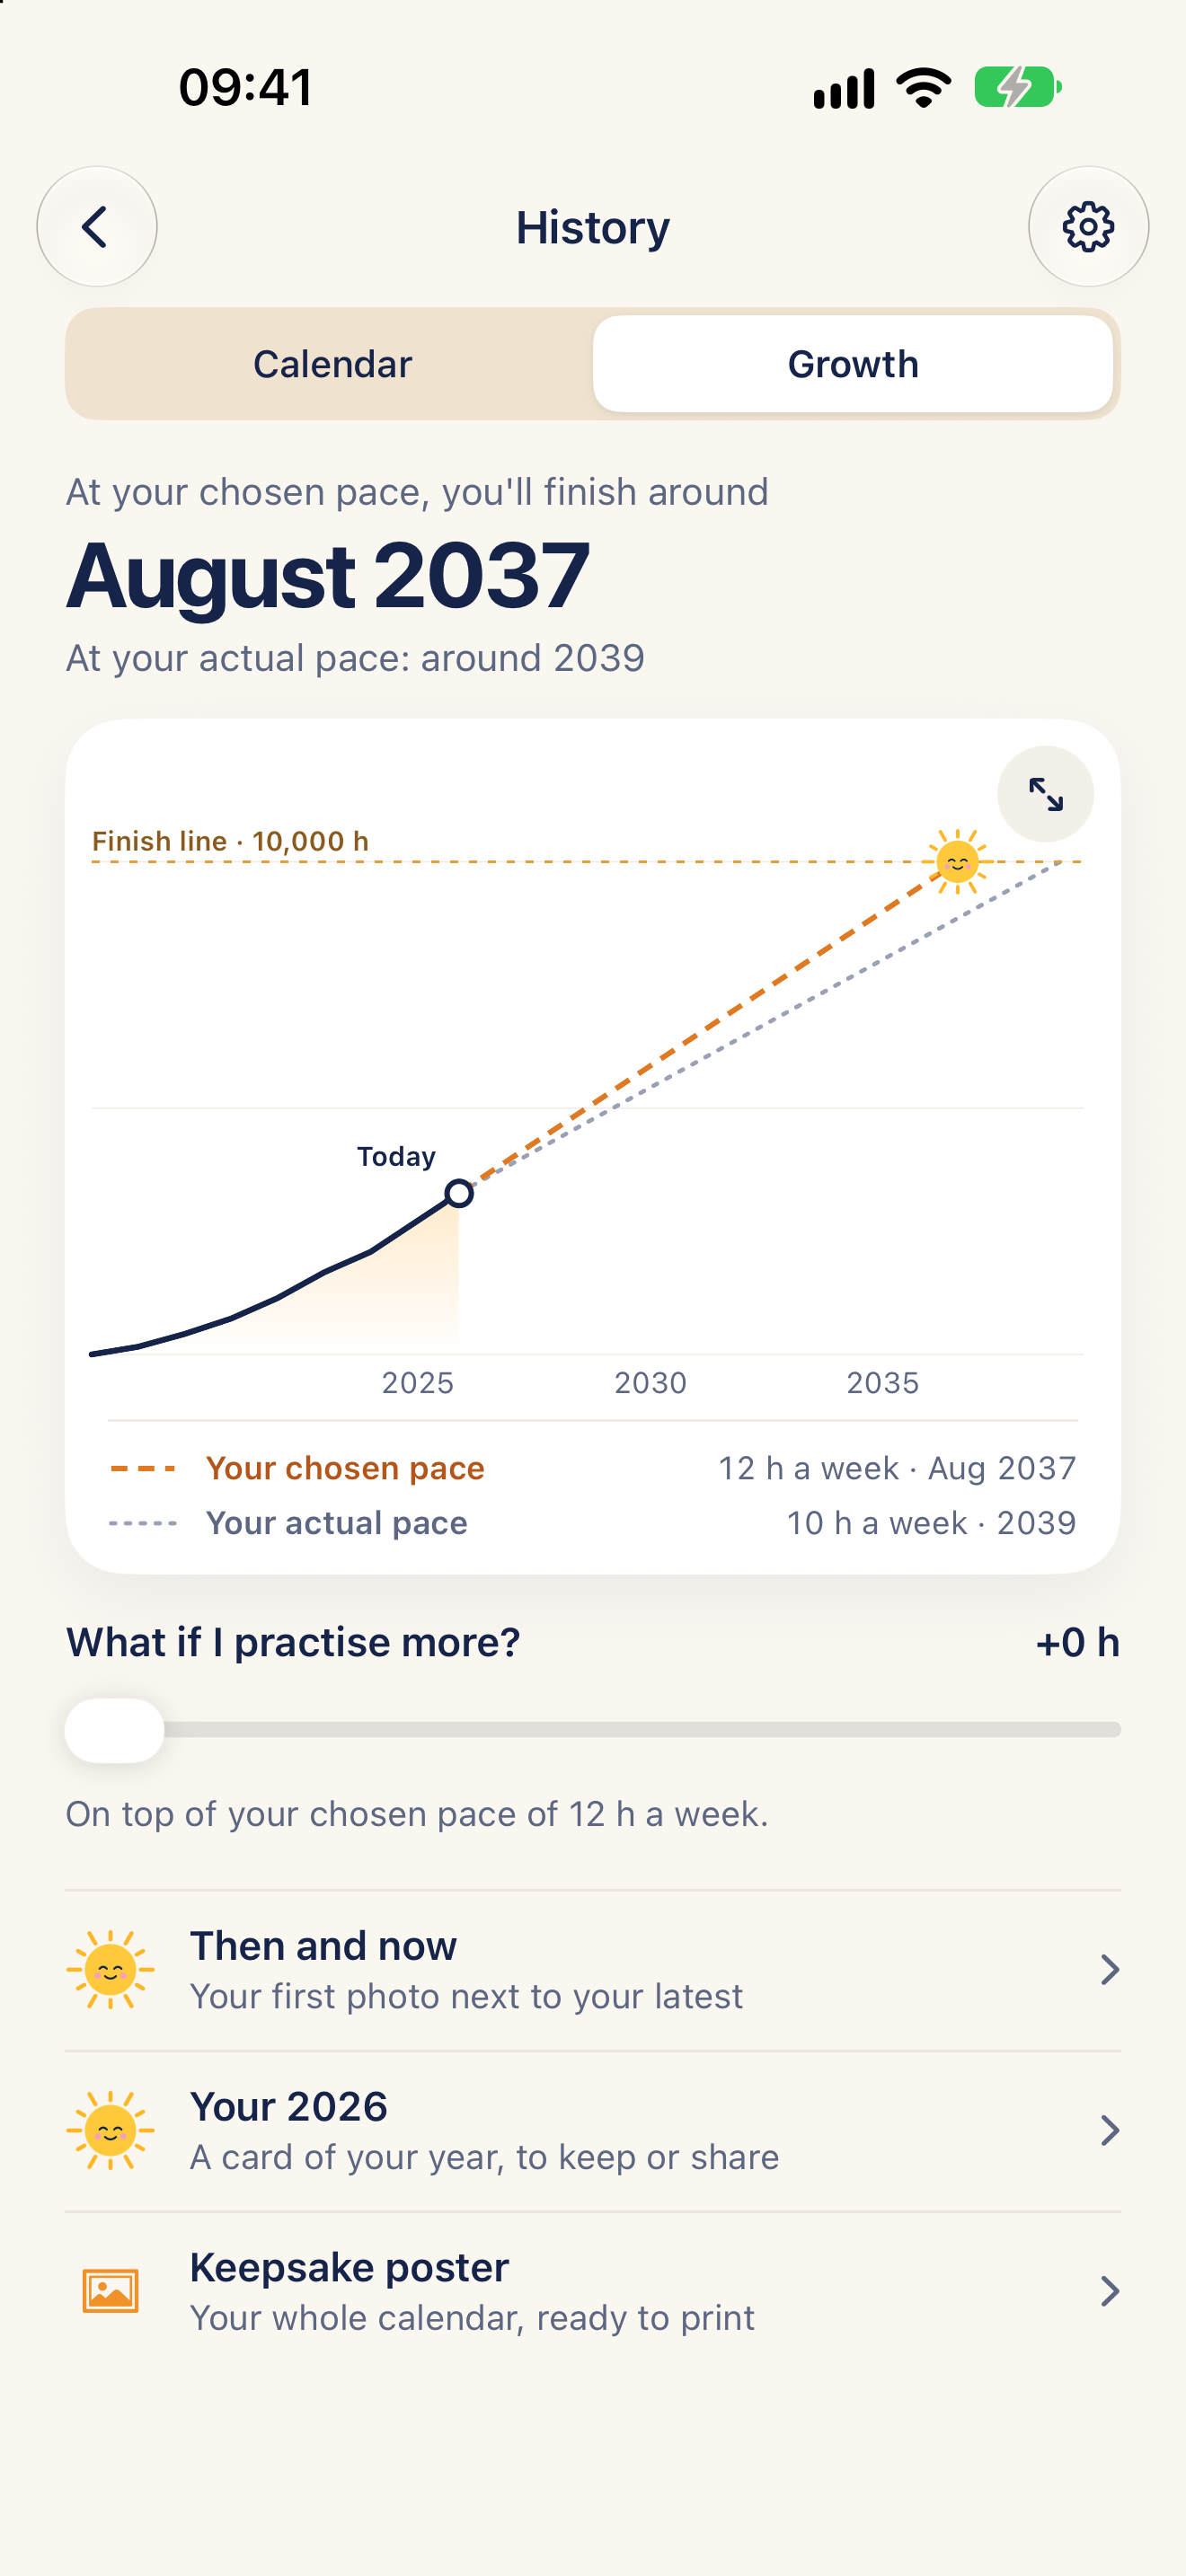 09:41
History
Calendar
Growth
At your chosen pace, you'll finish around
August 2037
At your actual pace: around 2039
Finish line · 10,000 h
Today
2025
2030
2035
Your chosen pace
12 h a week · Aug 2037
Your actual pace
10 h a week · 2039
What if I practise more?
+0 h
On top of your chosen pace of 12 h a week.
Then and now
Your first photo next to your latest
Your 2026
A card of your year, to keep or share
Keepsake poster
Your whole calendar, ready to print